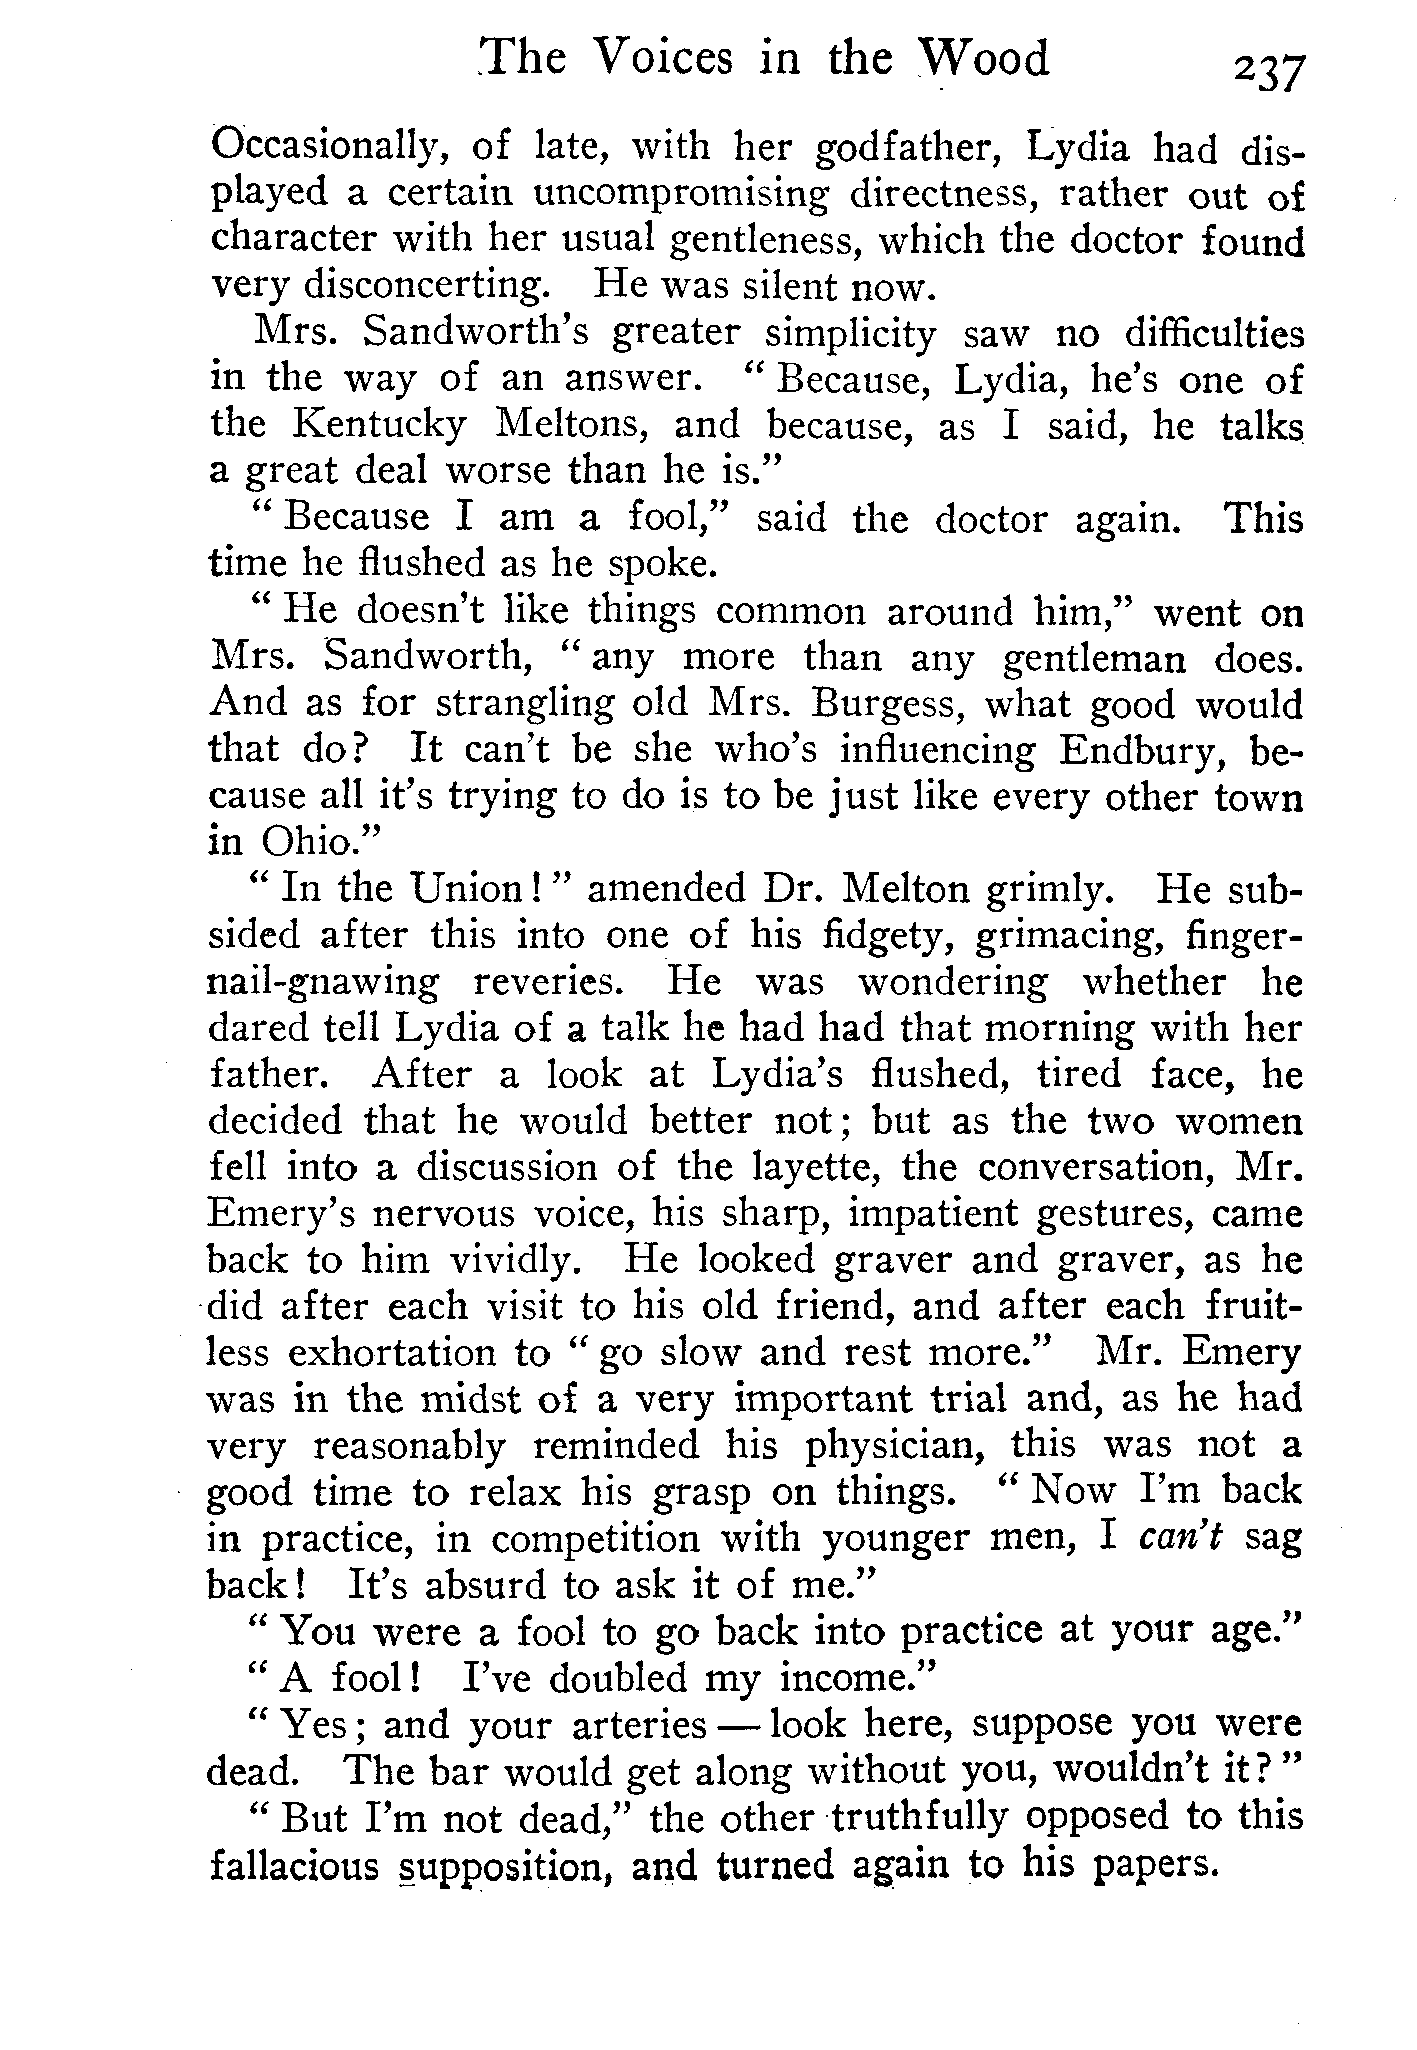 The Voices in the Wood 237
Occasionally, of late, with her godfather, Lydia had dis-
played a certain uncompromising directness, rather out of
character with her usual gentleness, which the doctor found
very disconcerting. He was silent now.
Mrs. Sandworth's greater simplicity saw no difficulties
in the way of an answer. " Because, Lydia, he's one of
the Kentucky Meltons, and because, as I said, he talks
a great deal worse than he is."
" Because I am a fool," said the doctor again. This
time he flushed as he spoke.
" He doesn't like things common around him," went on
Mrs. Sandworth, " any more than any gentleman does.
And as for strangling old Mrs. Burgess, what good would
that do? It can't be she who's influencing Endbury, be-
cause all it's trying to do is to be just like every other town
in Ohio."
" In the Union! " amended Dr. Melton grimly. He sub-
sided after this into one of his fidgety, grimacing, finger-
nail-gnawing reveries. He was wondering whether he
dared tell Lydia of a talk he had had that morning with her
father. After a look at Lydia's flushed, tired face, he
decided that he would better not; but as the two women
fell into a discussion of the layette, the conversation, Mr.
Emery's nervous voice, his sharp, impatient gestures, came
back to him vividly. He looked graver and graver, as he
did after each visit to his old friend, and after each fruit-
less exhortation to " go slow and rest more." Mr. Emery
was in the midst of a very important trial and, as he had
very reasonably reminded his physician, this was not a
good time to relax his grasp on things. " Now I'm back
in practice, in competition with younger men, I can't sag
back! It's absurd to ask it of me."
" You were a fool to go back into practice at your age."
" A fool! I've doubled my income."
" Yes; and your arteries — look here, suppose you were
dead. The bar would get along without you, wouldn't it? "
" But I'm not dead," the other truthfully opposed to this
fallacious supposition, and turned again to his papers.